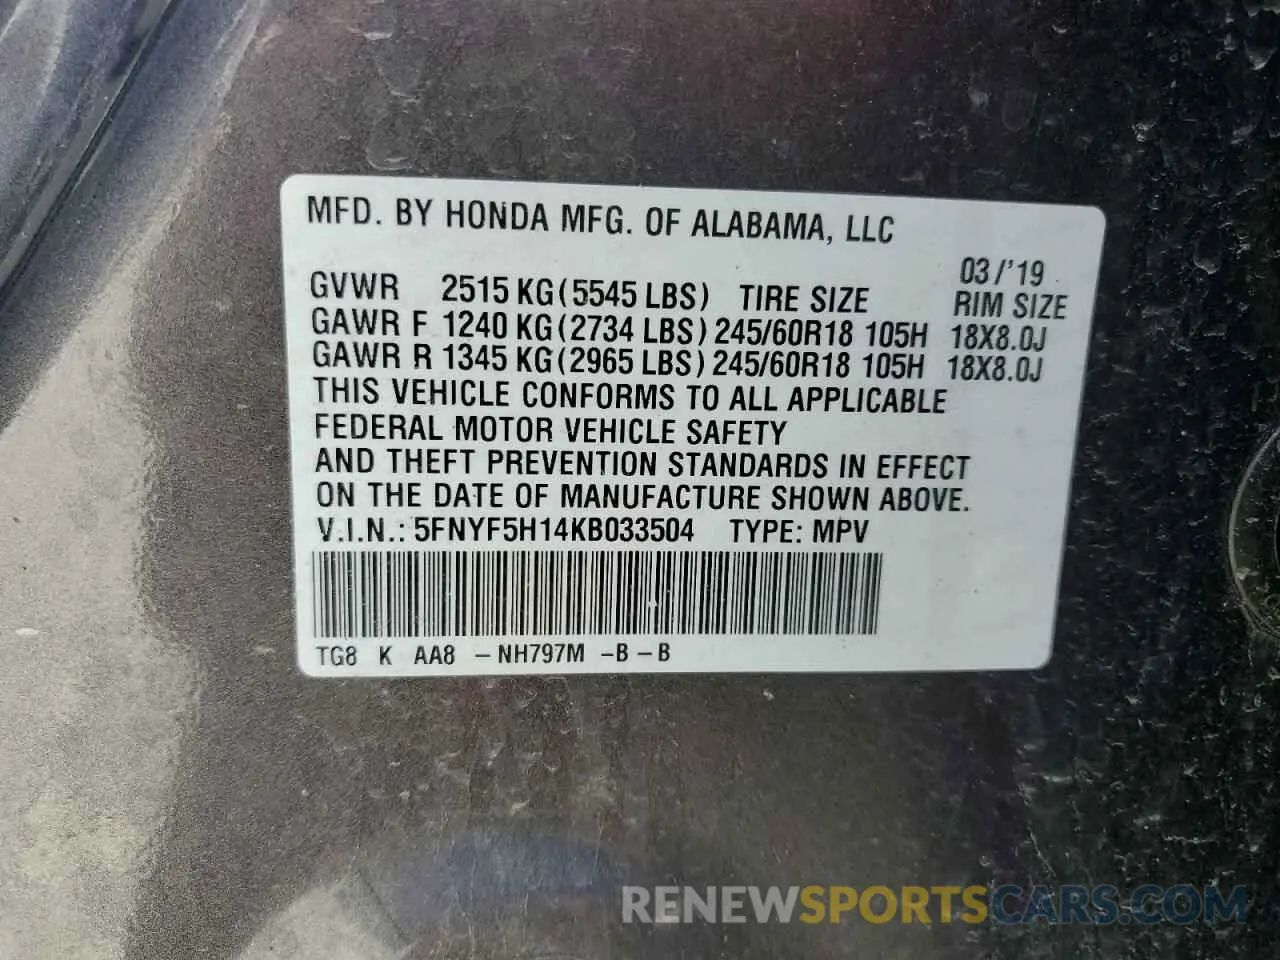 MFD. BY HONDA MFG. OF ALABAMA, LLC
03/'19
GVWR 2515 KG(5545 LBS) TIRE SIZE RIM SIZE
GAWR F 1240 KG(2734 LBS) 245/60R18 105H 18X8.0J
GAWR R 1345 KG(2965 LBS) 245/60R18 105H 18X8.0J
THIS VEHICLE CONFORMS TO ALL APPLICABLE
FEDERAL MOTOR VEHICLE SAFETY
AND THEFT PREVENTION STANDARDS IN EFFECT
ON THE DATE OF MANUFACTURE SHOWN ABOVE.
V.I.N.: 5FNYF5H14KB033504 TYPE: MPV
TG8 K AA8 -NH797M -B-B
RENEWSPORTSCARS.COM